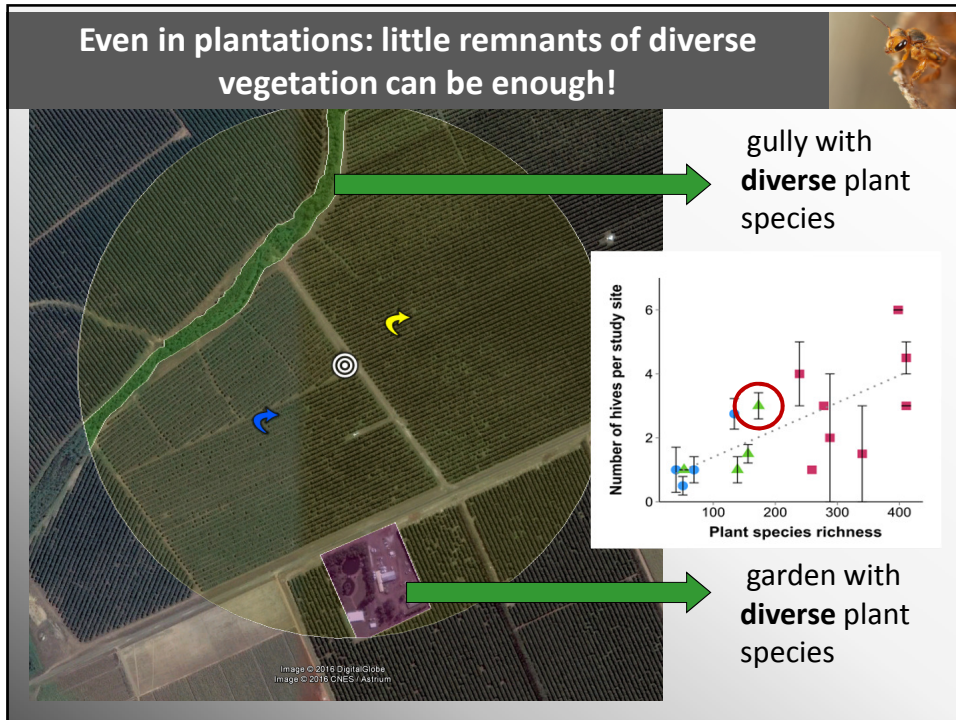 Even in plantations: little remnants of diverse
vegetation can be enough!
gully with
diverse plant
species
Number of hives per study site
6
4
2
0
100
200
300
400
Plant species richness
garden with
diverse plant
species
Image © 2016 DigitalGlobe
Image © 2016 CNES / Astrium